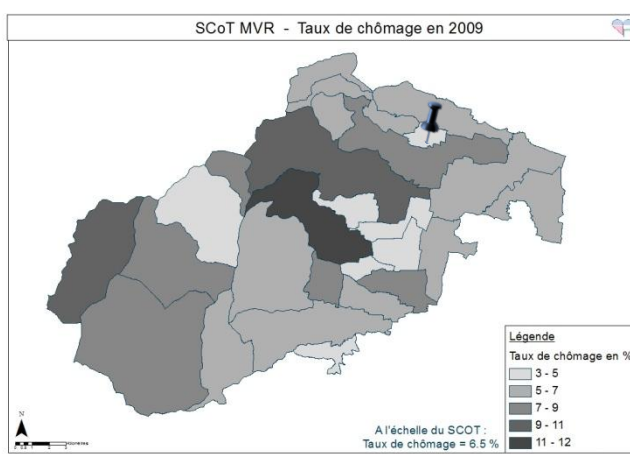 SCoT MVR - Taux de chômage en 2009
Légende
Taux de chômage en %
3 - 5
5 - 7
7 - 9
9 - 11
11 - 12
N
A l'échelle du SCOT :
Taux de chômage = 6.5 %